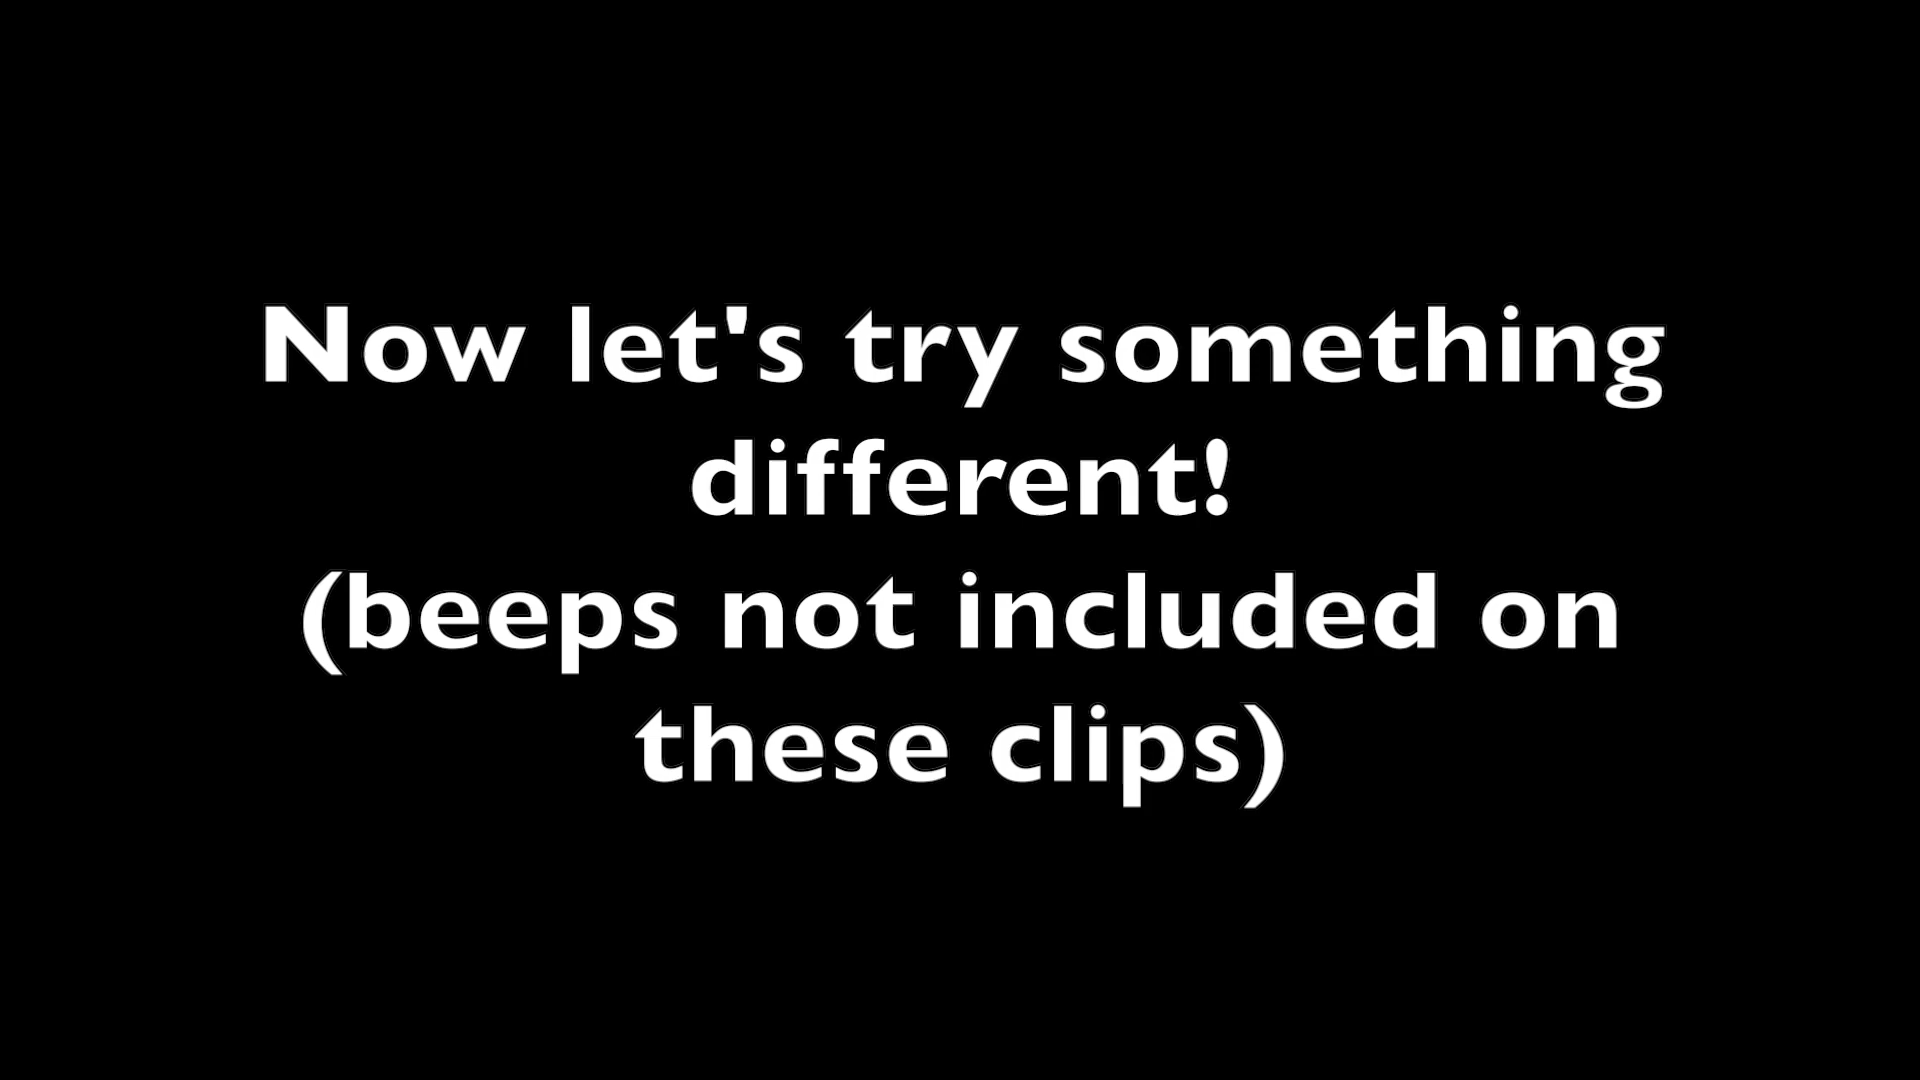 Now let's try something
different!
(beeps not included on
these clips)